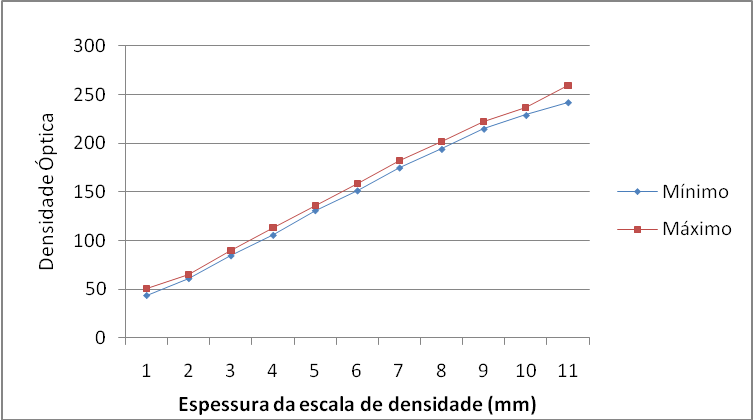 300
250
200
150
100
50
0
Densidade Óptica
1 2 3 4 5 6 7 8 9 10 11
Espessura da escala de densidade (mm)
Mínimo
Máximo